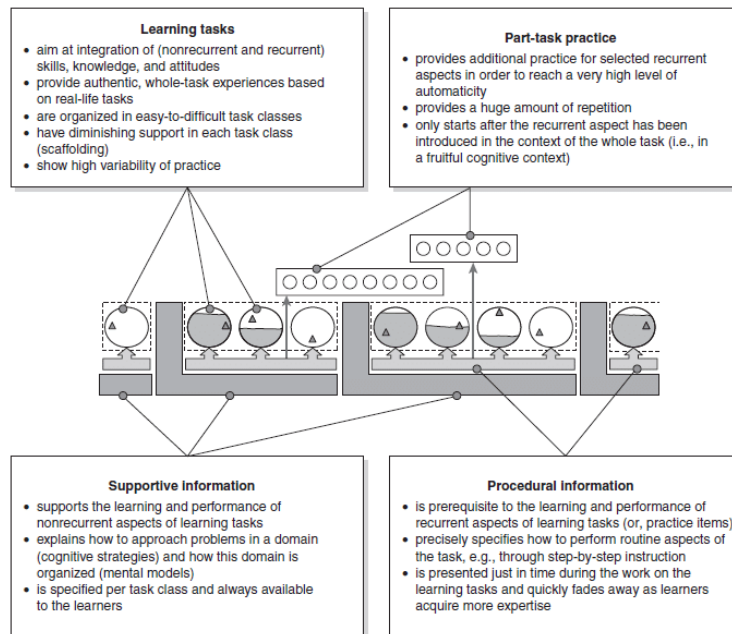 Learning tasks
• aim at integration of (nonrecurrent and recurrent)
skills, knowledge, and attitudes
• provide authentic, whole-task experiences based
on real-life tasks
• are organized in easy-to-difficult task classes
• have diminishing support in each task class
(scaffolding)
• show high variability of practice
Part-task practice
• provides additional practice for selected recurrent
aspects in order to reach a very high level of
automaticity
• provides a huge amount of repetition
• only starts after the recurrent aspect has been
introduced in the context of the whole task (i.e., in
a fruitful cognitive context)
Supportive information
• supports the learning and performance of
nonrecurrent aspects of learning tasks
• explains how to approach problems in a domain
(cognitive strategies) and how this domain is
organized (mental models)
• is specified per task class and always available
to the learners
Procedural information
• is prerequisite to the learning and performance of
recurrent aspects of learning tasks (or, practice items)
• precisely specifies how to perform routine aspects of
the task, e.g., through step-by-step instruction
• is presented just in time during the work on the
learning tasks and quickly fades away as learners
acquire more expertise